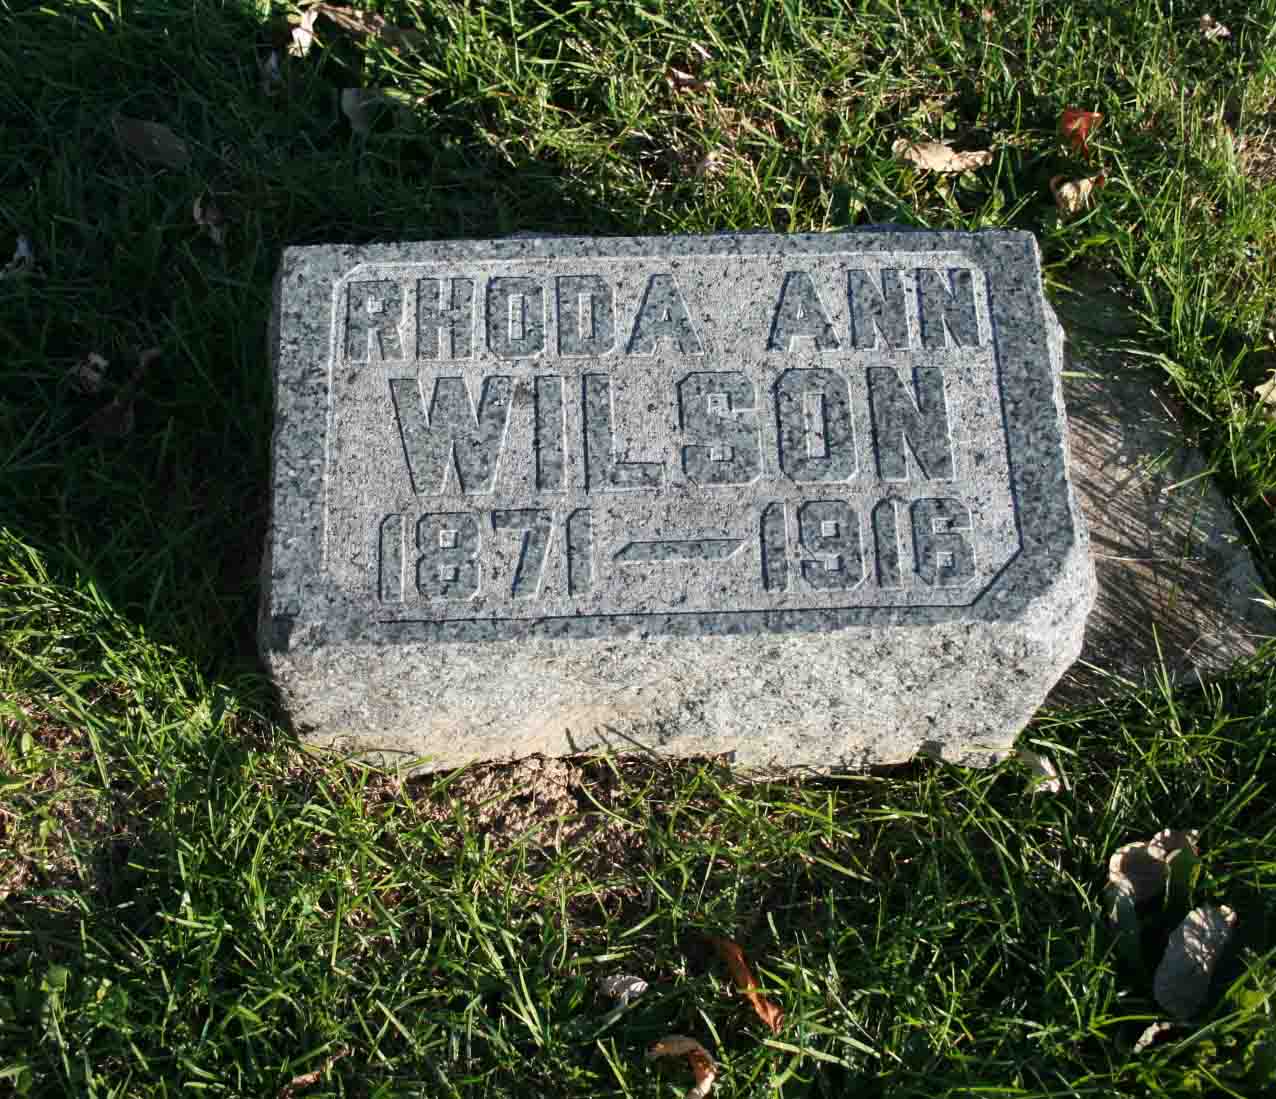 RHODA ANN
WILSON
1871 — 1916